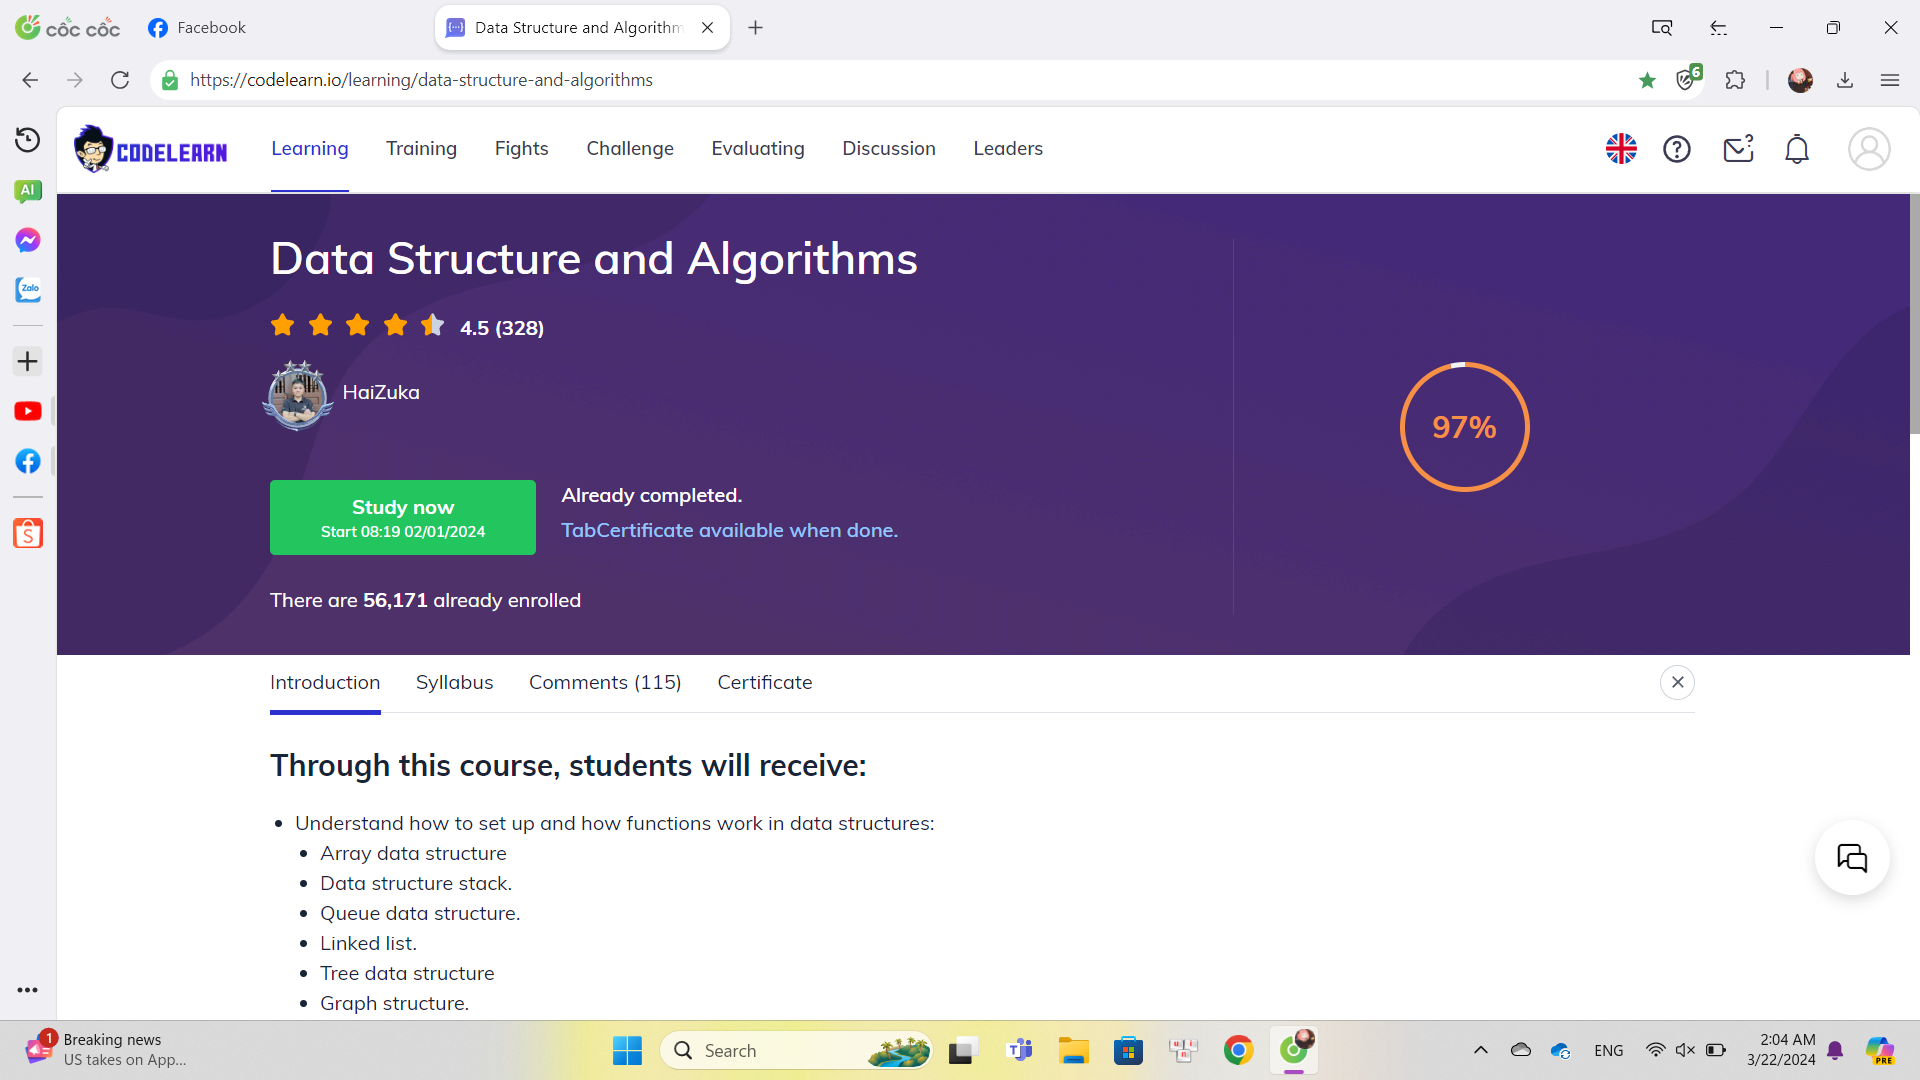 cốc cốc
Facebook
Data Structure and Algorithm
https://codelearn.io/learning/data-structure-and-algorithms
6
AI
Zalo
CODELEARN
Learning
Training
Fights
Challenge
Evaluating
Discussion
Leaders
Data Structure and Algorithms
4.5 (328)
HaiZuka
97%
Study now
Start 08:19 02/01/2024
Already completed.
TabCertificate available when done.
There are 56,171 already enrolled
Introduction
Syllabus
Comments (115)
Certificate
Through this course, students will receive:
Understand how to set up and how functions work in data structures:
Array data structure
Data structure stack.
Queue data structure.
Linked list.
Tree data structure
Graph structure.
1
Breaking news
US takes on App...
Search
ENG
2:04 AM
3/22/2024
PRE